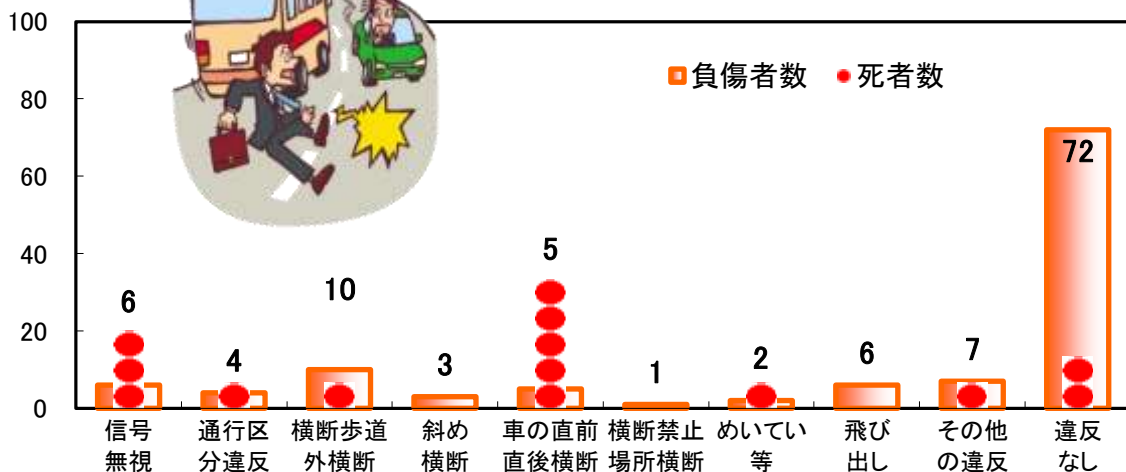 100
80
60
40
20
0
負傷者数 死者数
6
4
10
3
5
1
2
6
7
72
信号
無視
通行区
分違反
横断歩道
外横断
斜め
横断
車の直前
直後横断
横断禁止
場所横断
めいてい
等
飛び
出し
その他
の違反
違反
なし